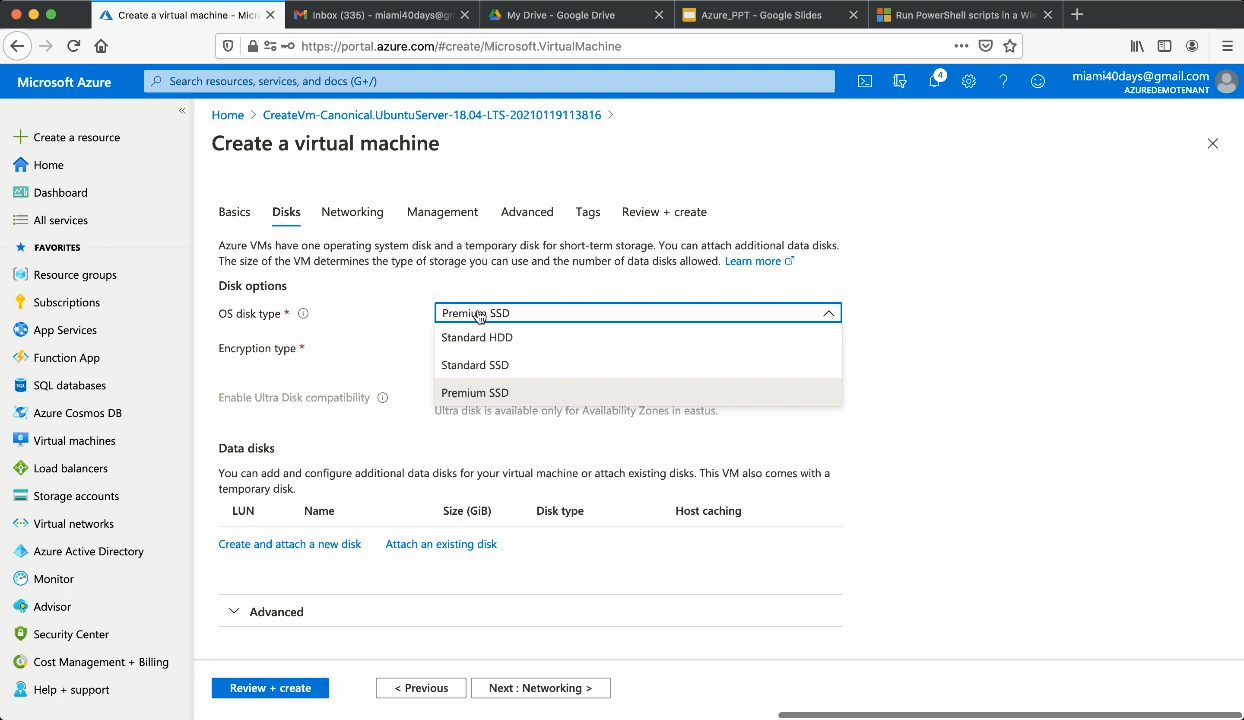 Create a virtual machine - Micr
Inbox (335) - miami40days@gm
My Drive - Google Drive
Azure_PPT - Google Slides
Run PowerShell scripts in a Win
https://portal.azure.com/#create/Microsoft.VirtualMachine
Microsoft Azure
Search resources, services, and docs (G+/)
4
miami40days@gmail.com
AZUREDEMOTENANT
Create a resource
Home
Dashboard
All services
FAVORITES
Resource groups
Subscriptions
App Services
Function App
SQL databases
Azure Cosmos DB
Virtual machines
Load balancers
Storage accounts
Virtual networks
Azure Active Directory
Monitor
Advisor
Security Center
Cost Management + Billing
Help + support
Home > CreateVm-Canonical.UbuntuServer-18.04-LTS-20210119113816 >
Create a virtual machine
Basics Disks Networking Management Advanced Tags Review + create
Azure VMs have one operating system disk and a temporary disk for short-term storage. You can attach additional data disks.
The size of the VM determines the type of storage you can use and the number of data disks allowed. Learn more
Disk options
OS disk type *
Premium SSD
Standard HDD
Standard SSD
Premium SSD
Encryption type *
Enable Ultra Disk compatibility
Ultra disk is available only for Availability Zones in eastus.
Data disks
You can add and configure additional data disks for your virtual machine or attach existing disks. This VM also comes with a
temporary disk.
LUN Name Size (GiB) Disk type Host caching
Create and attach a new disk Attach an existing disk
Advanced
Review + create < Previous Next : Networking >